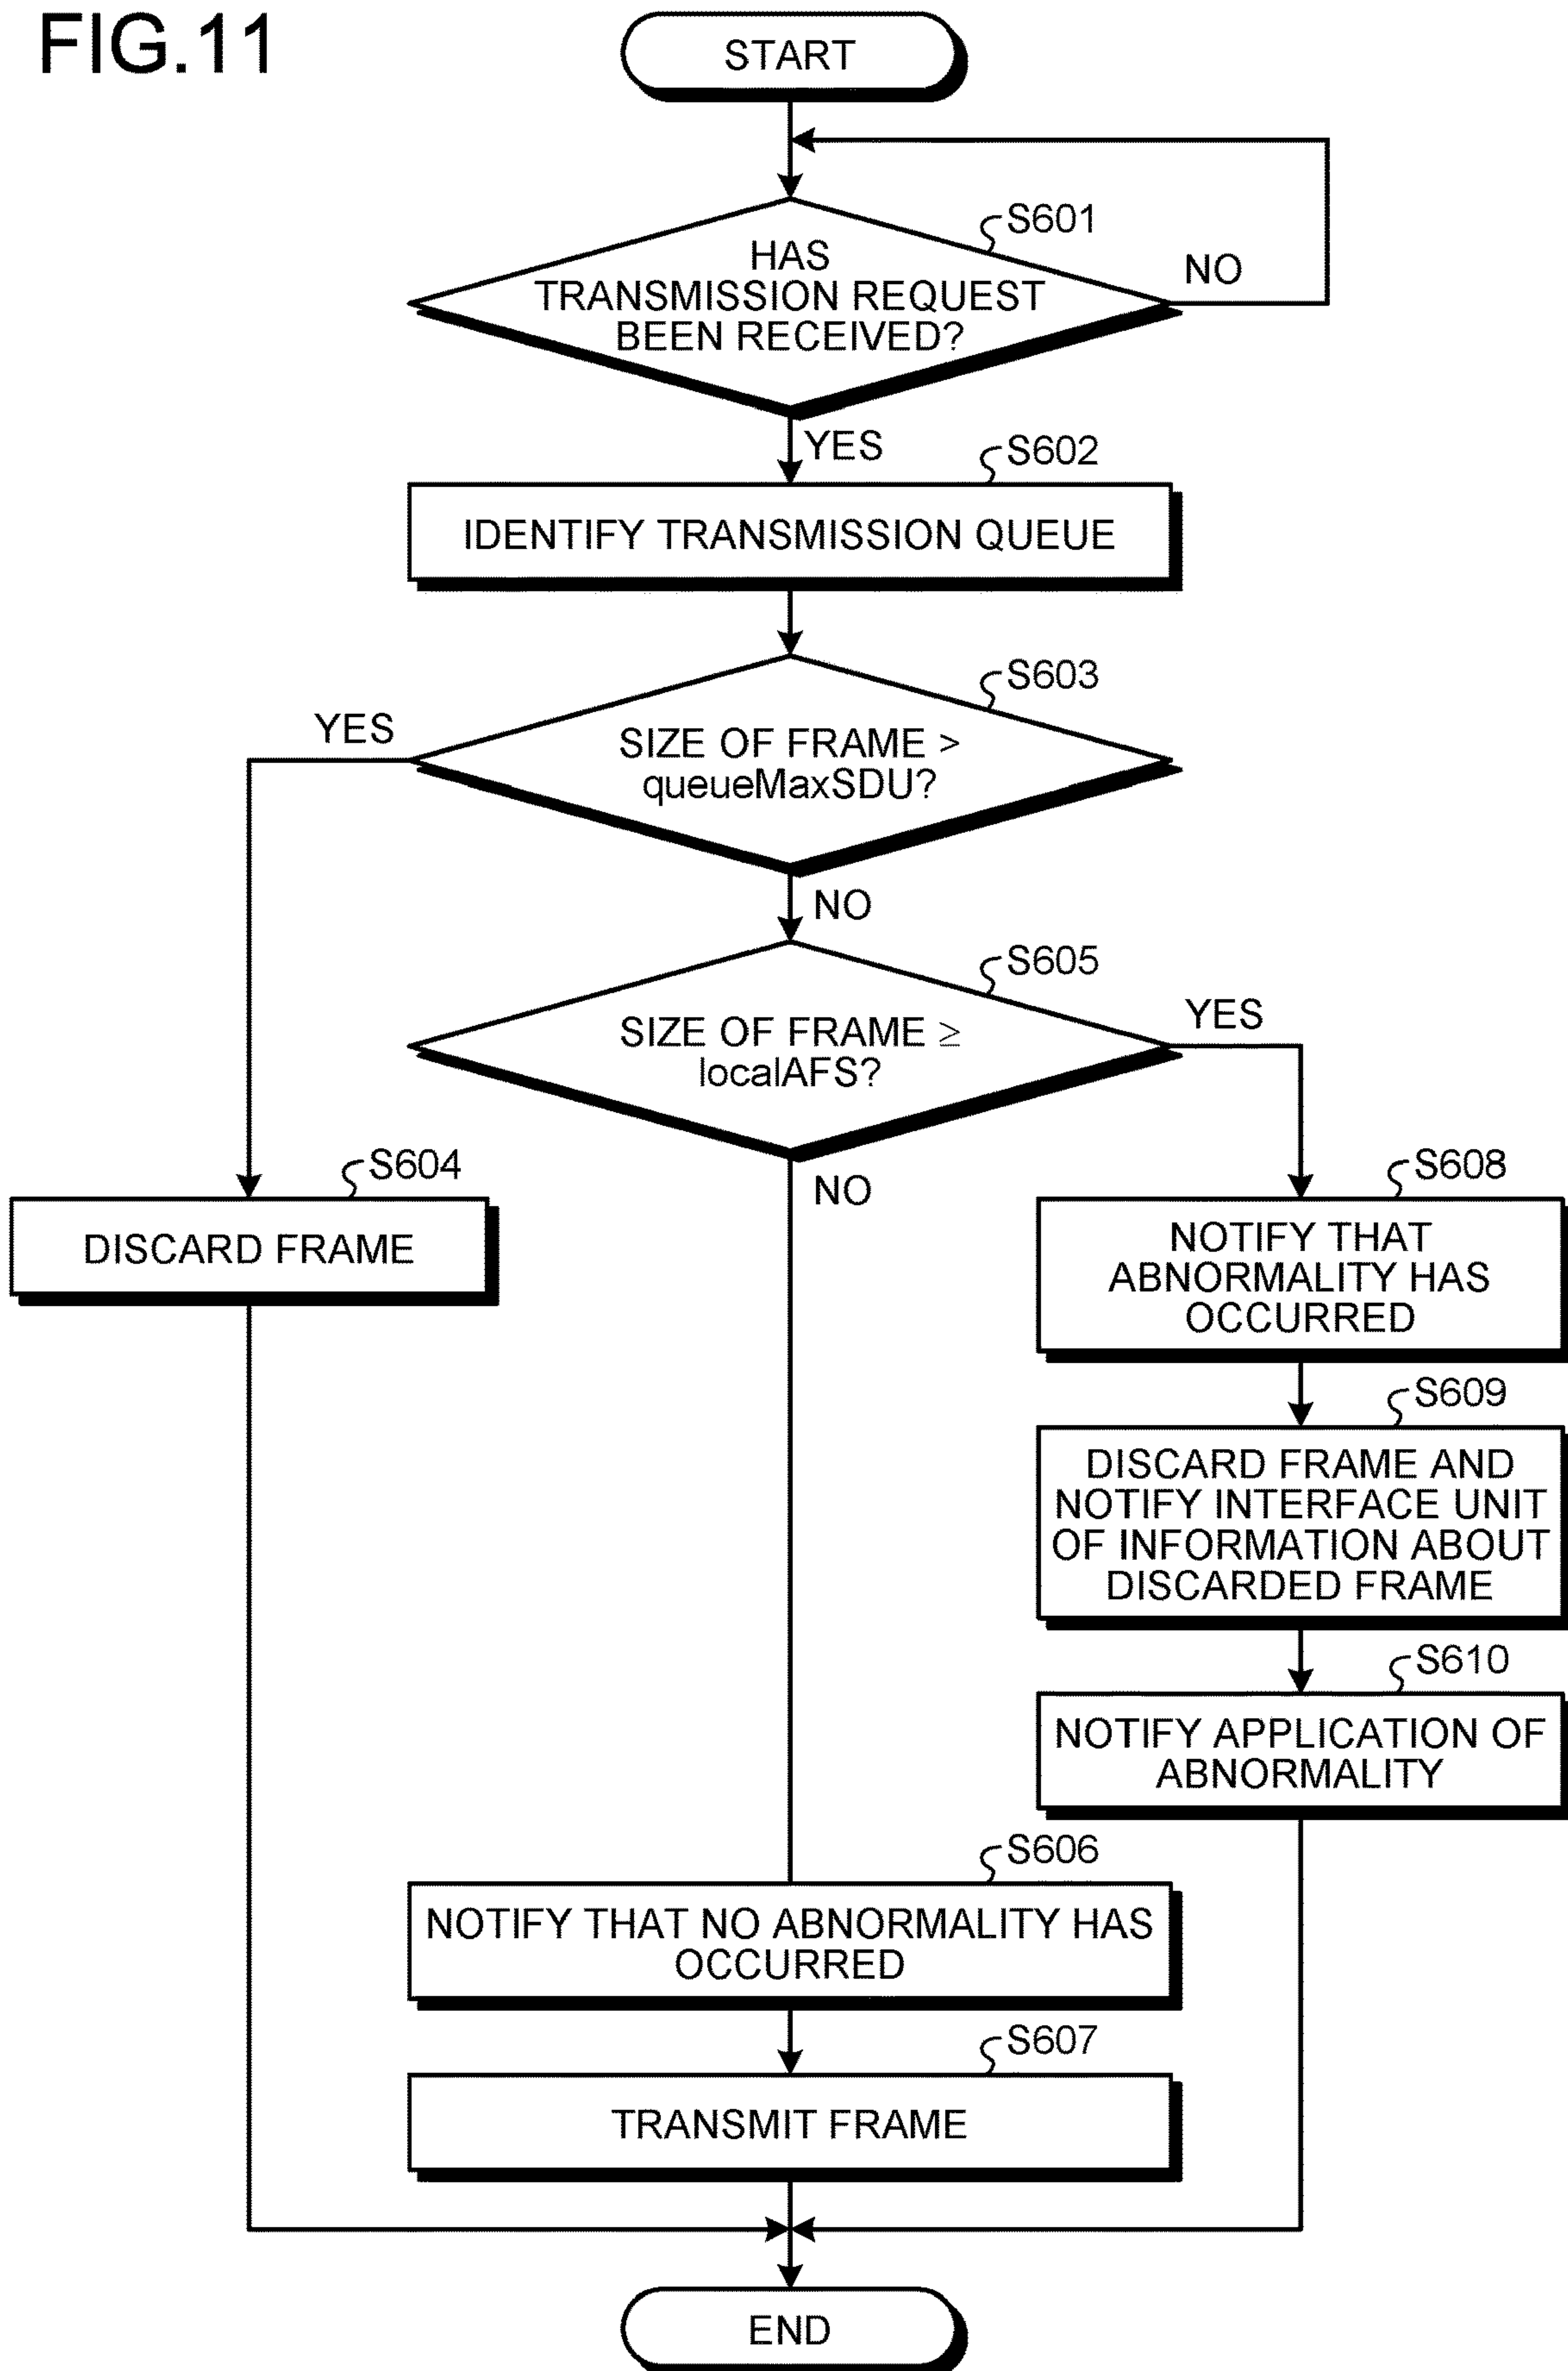 FIG.11
START
S601
HAS
TRANSMISSION REQUEST
BEEN RECEIVED?
NO
YES
S602
IDENTIFY TRANSMISSION QUEUE
S603
YES
SIZE OF FRAME >
queueMaxSDU?
NO
S605
YES
SIZE OF FRAME ≥
localAFS?
NO
S604
DISCARD FRAME
S608
NOTIFY THAT
ABNORMALITY HAS
OCCURRED
S609
DISCARD FRAME AND
NOTIFY INTERFACE UNIT
OF INFORMATION ABOUT
DISCARDED FRAME
S610
NOTIFY APPLICATION OF
ABNORMALITY
S606
NOTIFY THAT NO ABNORMALITY HAS
OCCURRED
S607
TRANSMIT FRAME
END